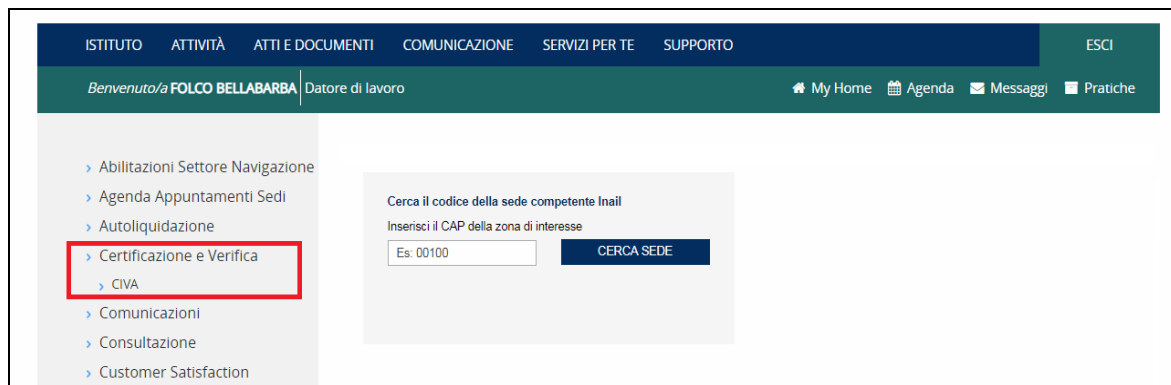 ISTITUTO ATTIVITÀ ATTI E DOCUMENTI COMUNICAZIONE SERVIZI PER TE SUPPORTO ESCI
Benvenuto/a FOLCO BELLABARBA Datore di lavoro My Home Agenda Messaggi Pratiche
› Abilitazioni Settore Navigazione
› Agenda Appuntamenti Sedi
› Autoliquidazione
› Certificazione e Verifica
› CIVA
› Comunicazioni
› Consultazione
› Customer Satisfaction
Cerca il codice della sede competente Inail
Inserisci il CAP della zona di interesse
Es: 00100 CERCA SEDE